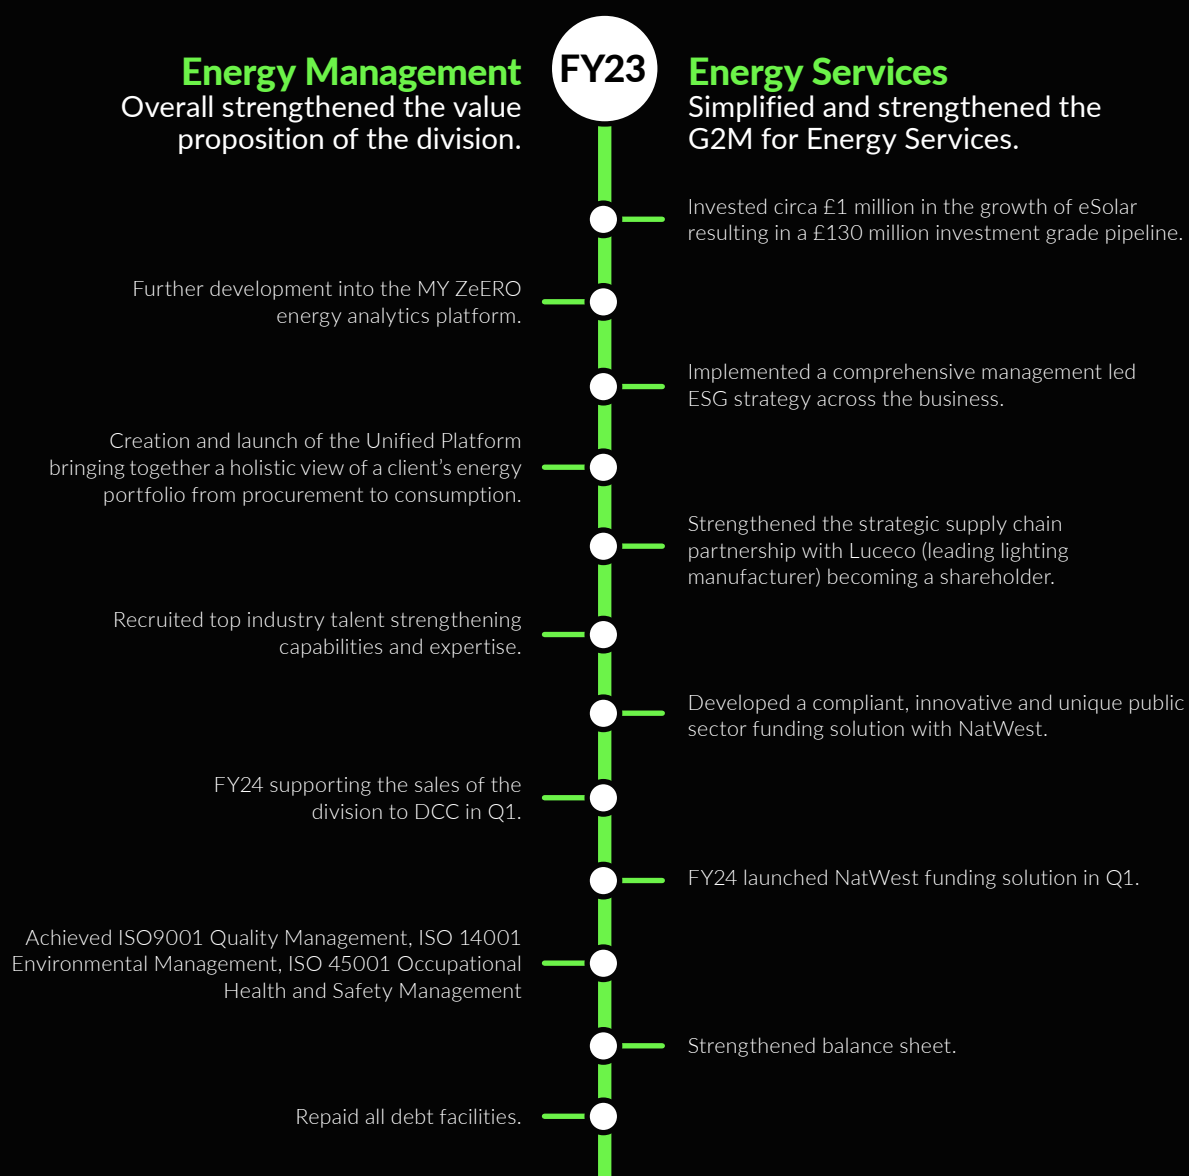 FY23
Energy Management
Overall strengthened the value
proposition of the division.
Energy Services
Simplified and strengthened the
G2M for Energy Services.
Invested circa £1 million in the growth of eSolar
resulting in a £130 million investment grade pipeline.
Further development into the MY ZeERO
energy analytics platform.
Implemented a comprehensive management led
ESG strategy across the business.
Creation and launch of the Unified Platform
bringing together a holistic view of a client’s energy
portfolio from procurement to consumption.
Strengthened the strategic supply chain
partnership with Luceco (leading lighting
manufacturer) becoming a shareholder.
Recruited top industry talent strengthening
capabilities and expertise.
Developed a compliant, innovative and unique public
sector funding solution with NatWest.
FY24 supporting the sales of the
division to DCC in Q1.
FY24 launched NatWest funding solution in Q1.
Achieved ISO9001 Quality Management, ISO 14001
Environmental Management, ISO 45001 Occupational
Health and Safety Management
Strengthened balance sheet.
Repaid all debt facilities.